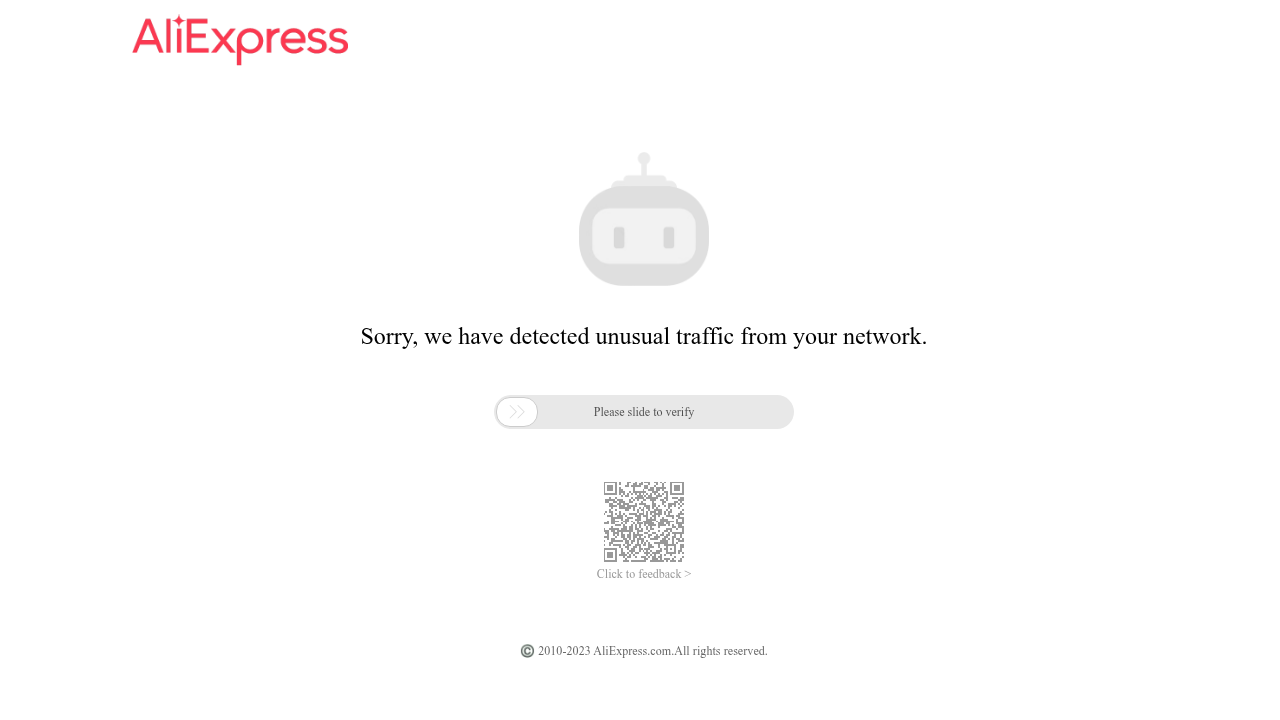 AliExpress
Sorry, we have detected unusual traffic from your network.
Please slide to verify
Click to feedback >
© 2010-2023 AliExpress.com.All rights reserved.